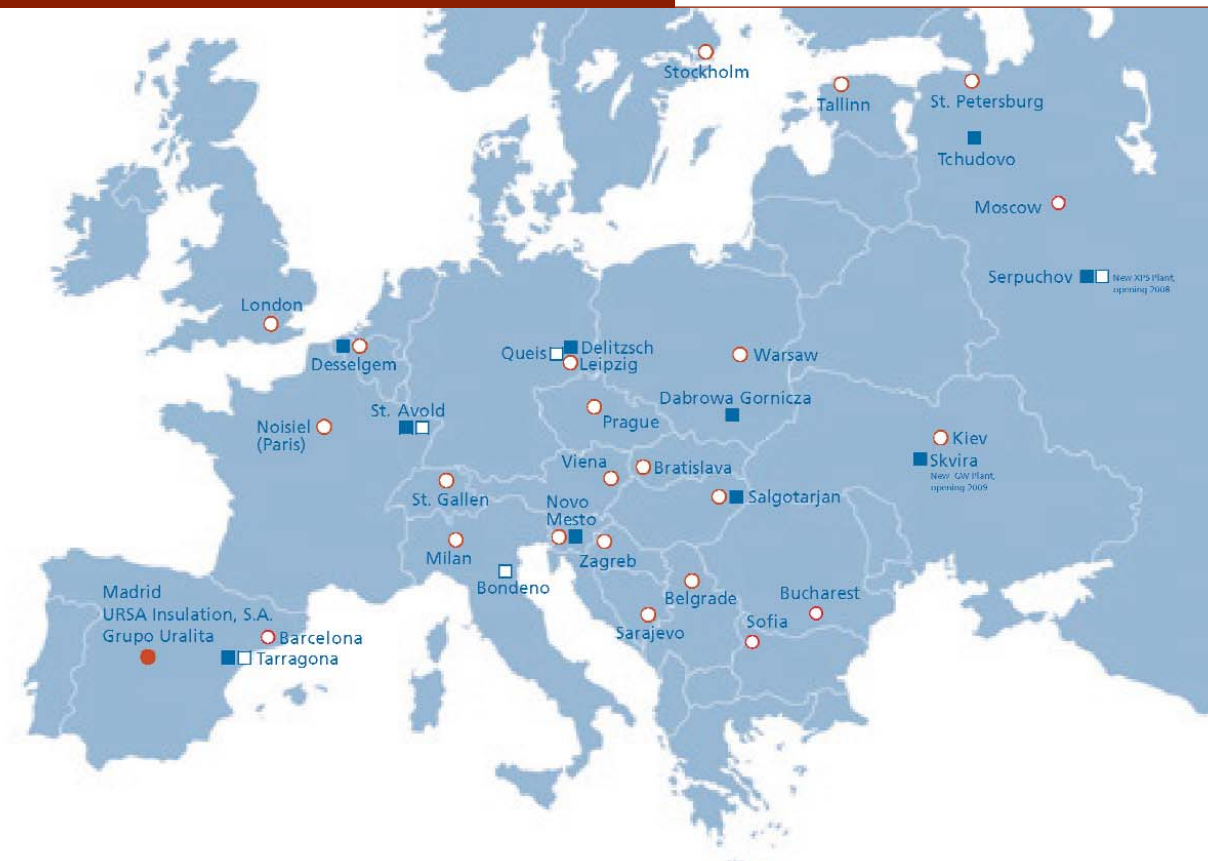 Stockholm
Tallinn
St. Petersburg
Tchudovo
Moscow
Serpuchov
New XPS Plant,
opening 2008
London
Desselgem
Queis
Delitzsch
Leipzig
Warsaw
Dabrowa Gornicza
Noisiel
(Paris)
St. Avold
Prague
Kiev
Skvira
New GW Plant,
opening 2009
Viena
Bratislava
St. Gallen
Salgotarjan
Novo
Mesto
Milan
Zagreb
Bondeno
Belgrade
Bucharest
Sarajevo
Sofia
Madrid
URSA Insulation, S.A.
Grupo Uralita
Barcelona
Tarragona